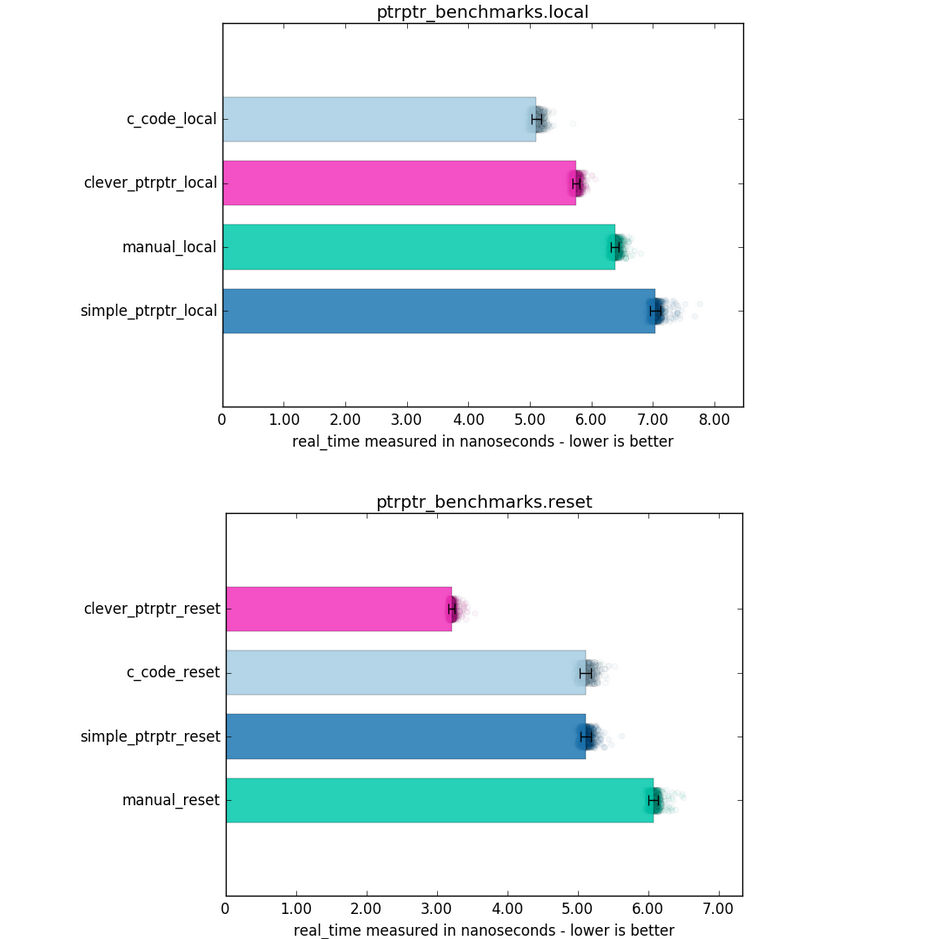 ptrptr_benchmarks.local
c_code_local
clever_ptrptr_local
manual_local
simple_ptrptr_local
0 1.00 2.00 3.00 4.00 5.00 6.00 7.00 8.00
real_time measured in nanoseconds - lower is better
ptrptr_benchmarks.reset
clever_ptrptr_reset
c_code_reset
simple_ptrptr_reset
manual_reset
0 1.00 2.00 3.00 4.00 5.00 6.00 7.00
real_time measured in nanoseconds - lower is better